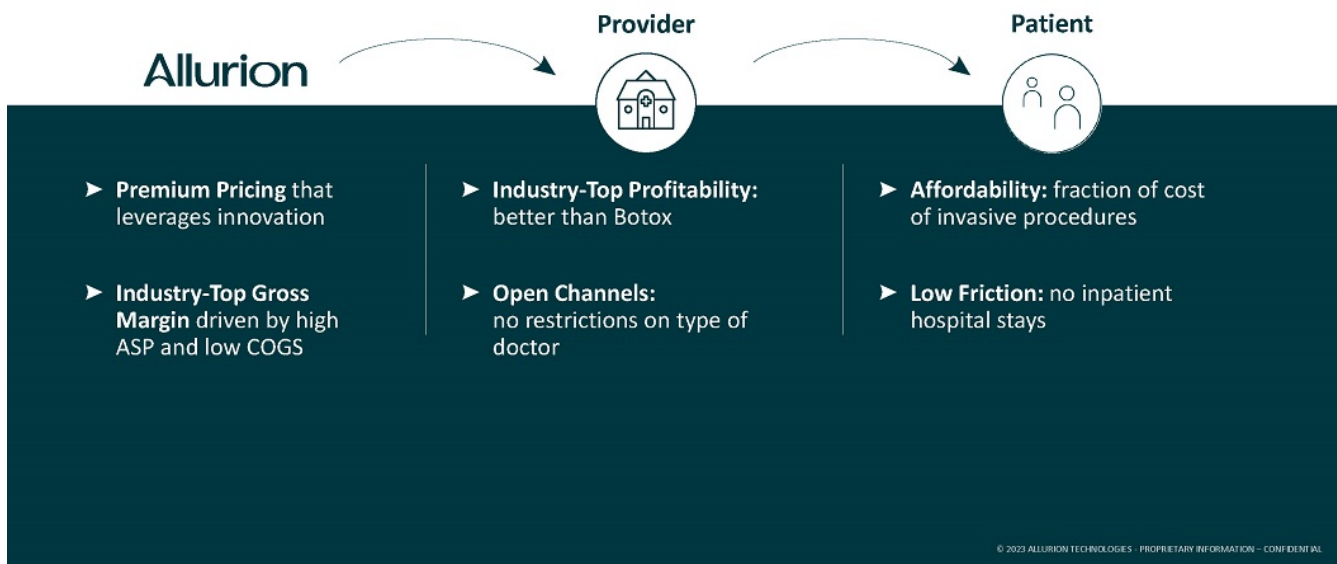 Provider
Patient
Allurion
➤ Premium Pricing that
leverages innovation
➤ Industry-Top Gross
Margin driven by high
ASP and low COGS
➤ Industry-Top Profitability:
better than Botox
➤ Open Channels:
no restrictions on type of
doctor
➤ Affordability: fraction of cost
of invasive procedures
➤ Low Friction: no inpatient
hospital stays
© 2023 ALLURION TECHNOLOGIES - PROPRIETARY INFORMATION – CONFIDENTIAL